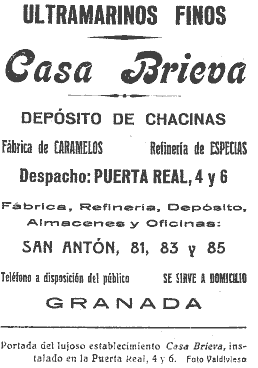 ULTRAMARINOS FINOS
Casa Brieva
DEPÓSITO DE CHACINAS
Fábrica de CARAMELOS Refinería de ESPECIAS
Despacho: PUERTA REAL, 4 y 6
Fábrica, Refinería, Depósito,
Almacenes y Oficinas:
SAN ANTÓN, 81, 83 y 85
Teléfono a disposición del público SE SIRVE A DOMICILIO
GRANADA
Portada del lujoso establecimiento Casa Brieva, ins-
talado en la Puerta Real, 4 y 6. Foto Valdivieso